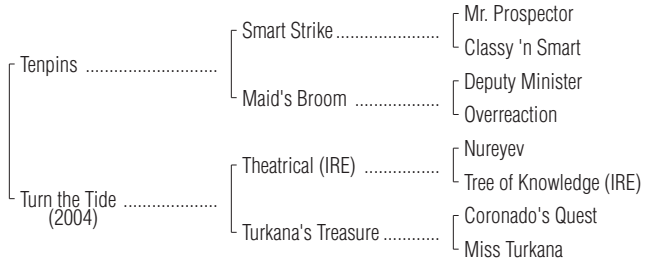 Mr. Prospector
Smart Strike ....................
Classy 'n Smart
Tenpins .........................
Deputy Minister
Maid's Broom ................
Overreaction
Nureyev
Theatrical (IRE) ..............
Tree of Knowledge (IRE)
Turn the Tide ..................
(2004)
Coronado's Quest
Turkana's Treasure ...........
Miss Turkana